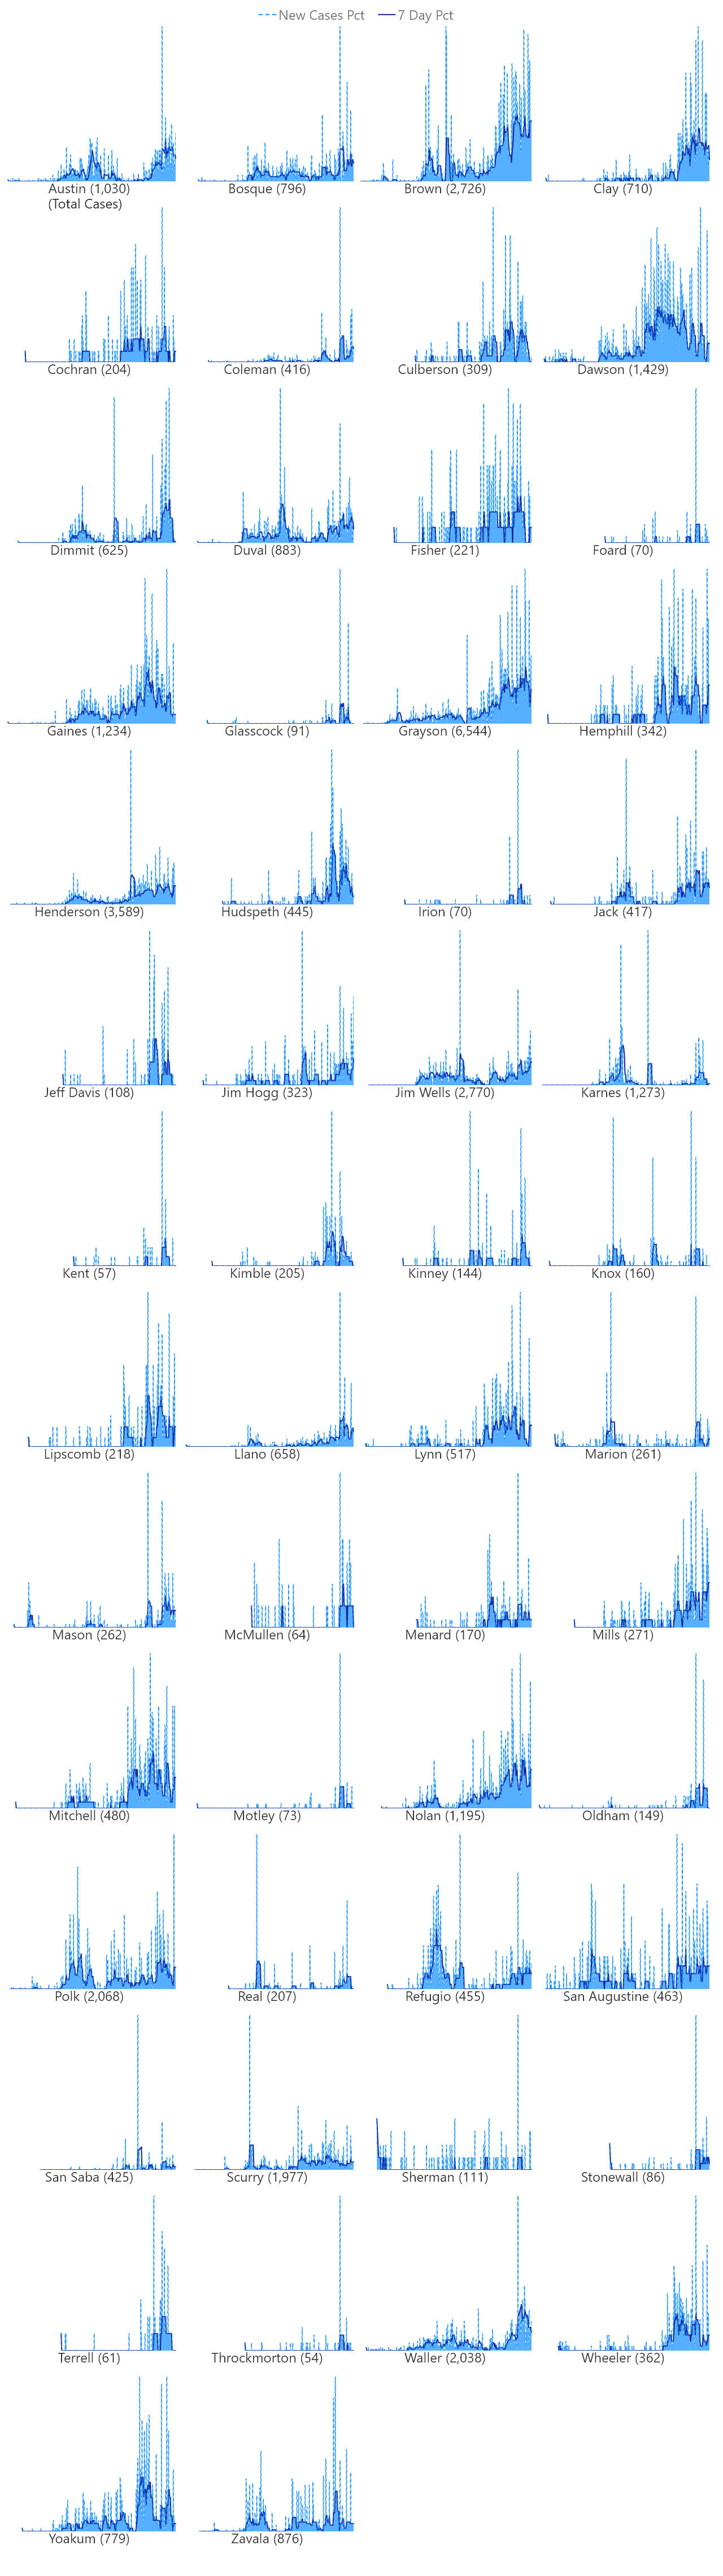 New Cases Pct 7 Day Pct
Austin (1,030) Bosque (796) Brown (2,726) Clay (710)
(Total Cases)
Cochran (204) Coleman (416) Culberson (309) Dawson (1,429)
Dimmit (625) Duval (883) Fisher (221) Foard (70)
Gaines (1,234) Glasscock (91) Grayson (6,544) Hemphill (342)
Henderson (3,589) Hudspeth (445) Irion (70) Jack (417)
Jeff Davis (108) Jim Hogg (323) Jim Wells (2,770) Karnes (1,273)
Kent (57) Kimble (205) Kinney (144) Knox (160)
Lipscomb (218) Llano (658) Lynn (517) Marion (261)
Mason (262) McMullen (64) Menard (170) Mills (271)
Mitchell (480) Motley (73) Nolan (1,195) Oldham (149)
Polk (2,068) Real (207) Refugio (455) San Augustine (463)
San Saba (425) Scurry (1,977) Sherman (111) Stonewall (86)
Terrell (61) Throckmorton (54) Waller (2,038) Wheeler (362)
Yoakum (779) Zavala (876)